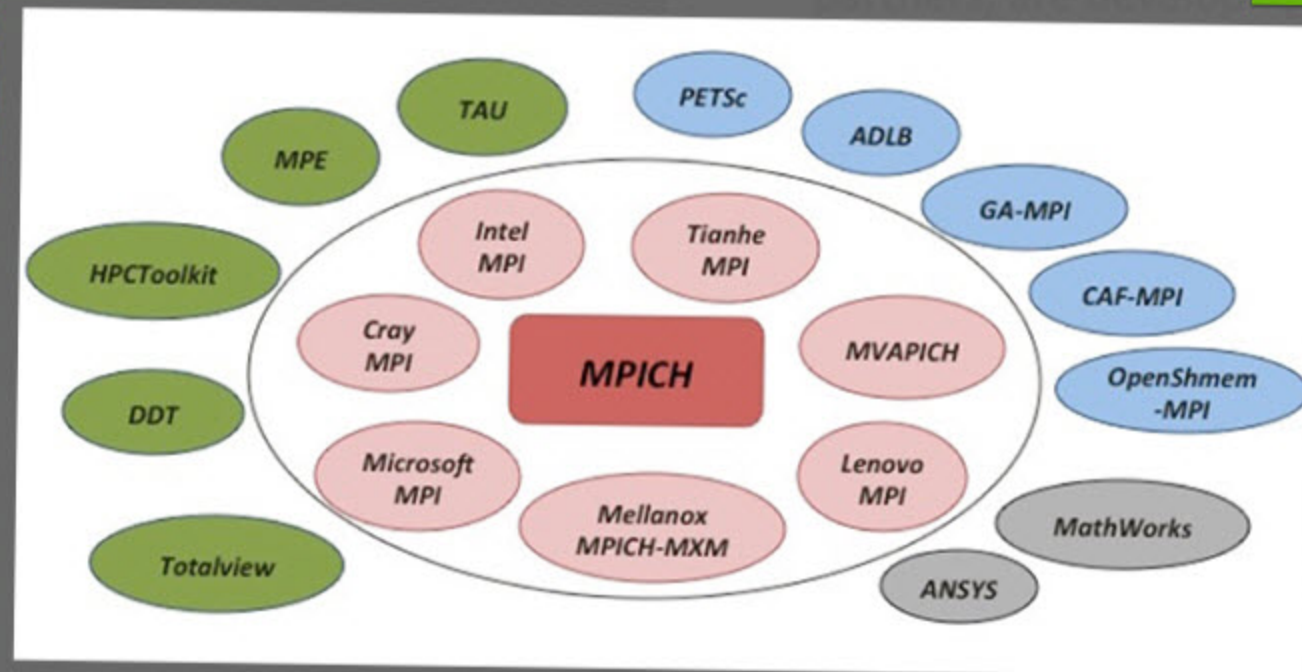 TAU
PETSc
MPE
ADLB
Intel
MPI
Tianhe
MPI
GA-MPI
HPCToolkit
CAF-MPI
Cray
MPI
MPICH
MVAPICH
OpenShmem
-MPI
DDT
Microsoft
MPI
Lenovo
MPI
Mellanox
MPICH-MXM
MathWorks
Totalview
ANSYS